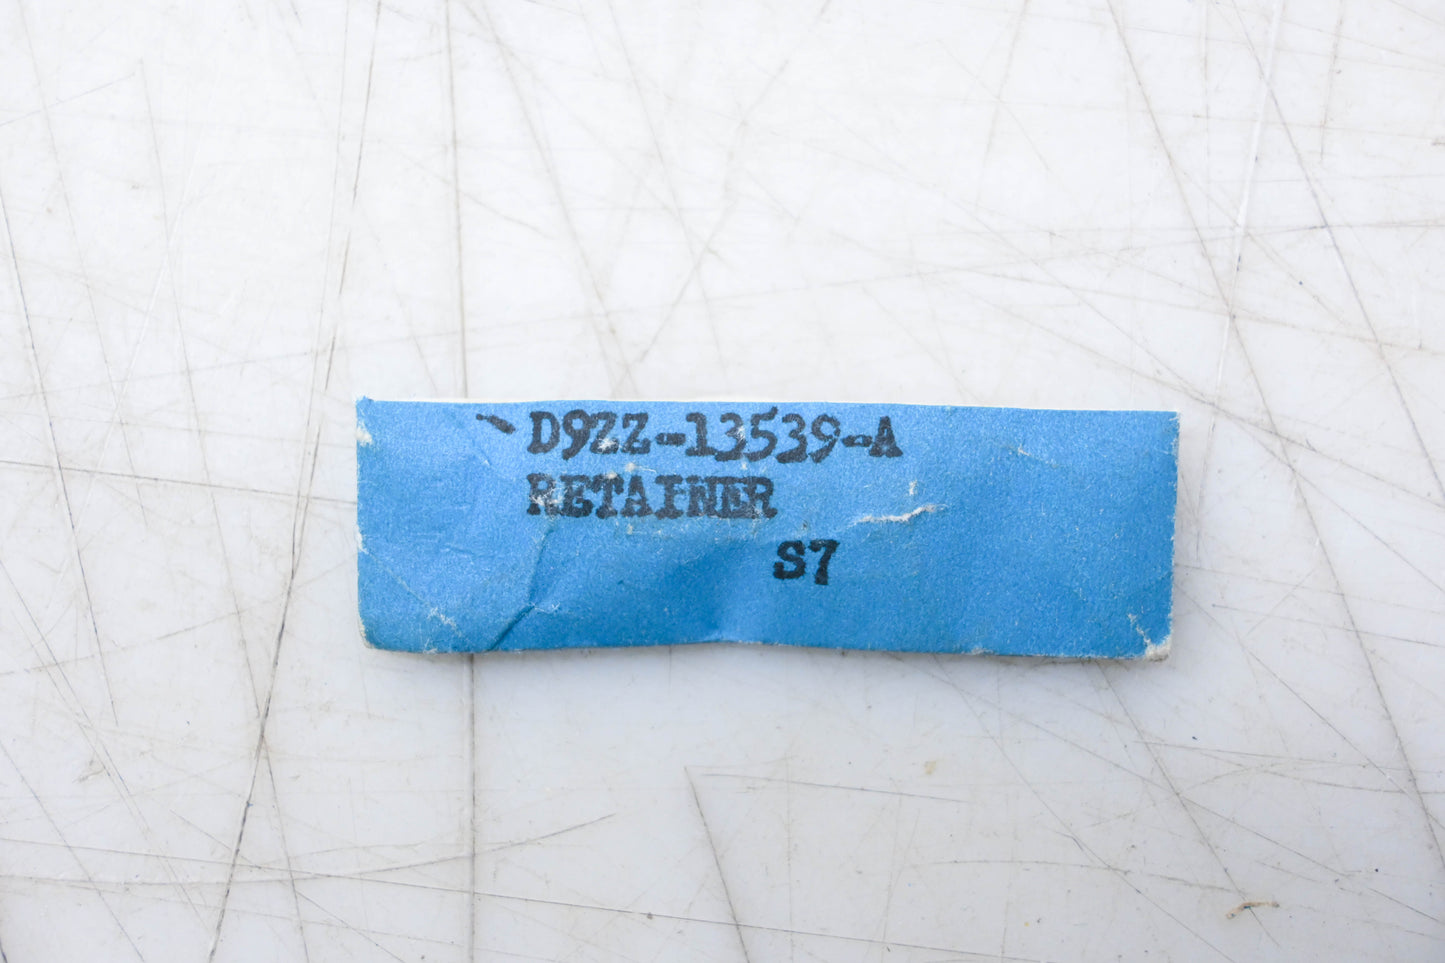 D9ZZ-13539-A
RETAINER
S7